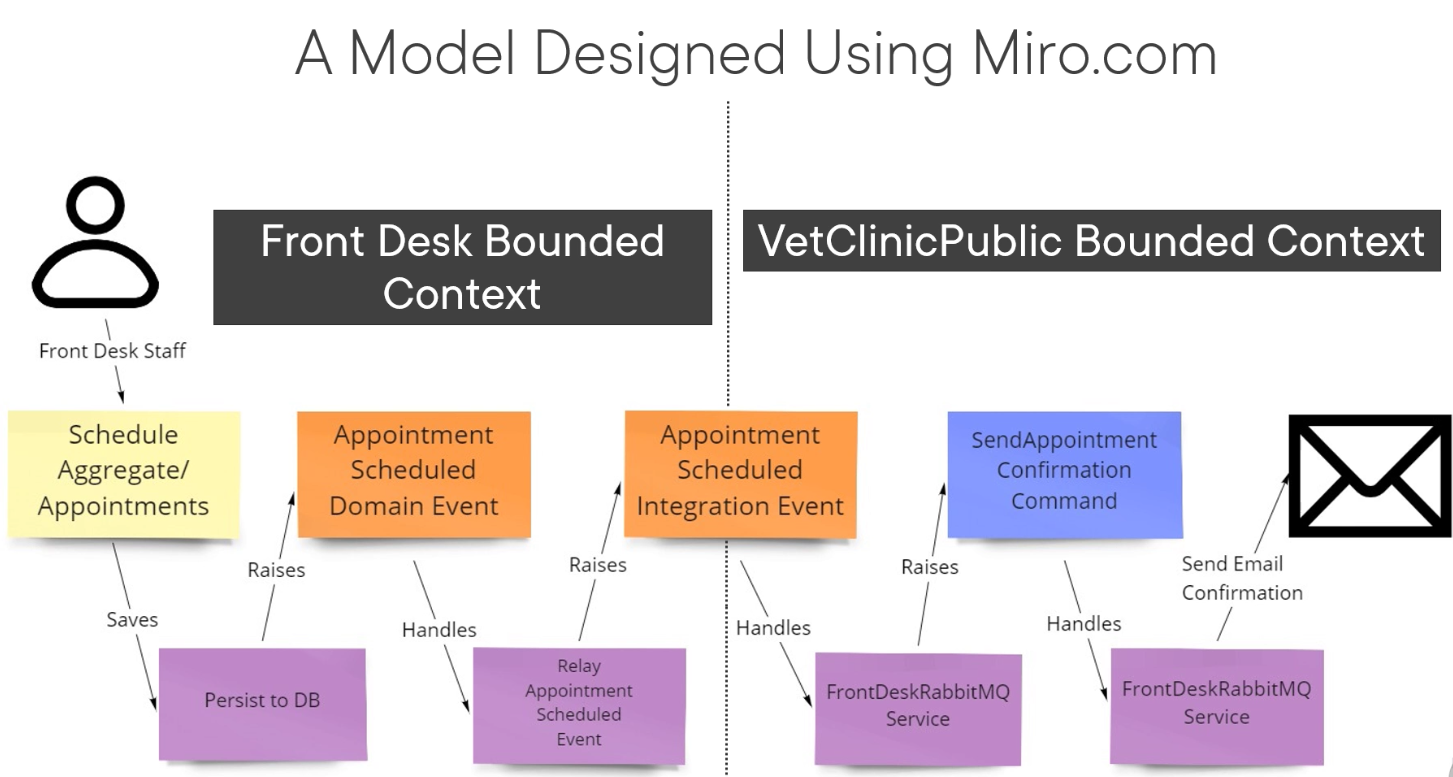 A Model Designed Using Miro.com
Front Desk Bounded
Context
VetClinicPublic Bounded Context
Front Desk Staff
Schedule
Aggregate/
Appointments
Appointment
Scheduled
Domain Event
Appointment
Scheduled
Integration Event
SendAppointment
Confirmation
Command
Saves
Raises
Handles
Raises
Handles
Raises
Handles
Send Email
Confirmation
Persist to DB
Relay
Appointment
Scheduled
Event
FrontDeskRabbitMQ
Service
FrontDeskRabbitMQ
Service